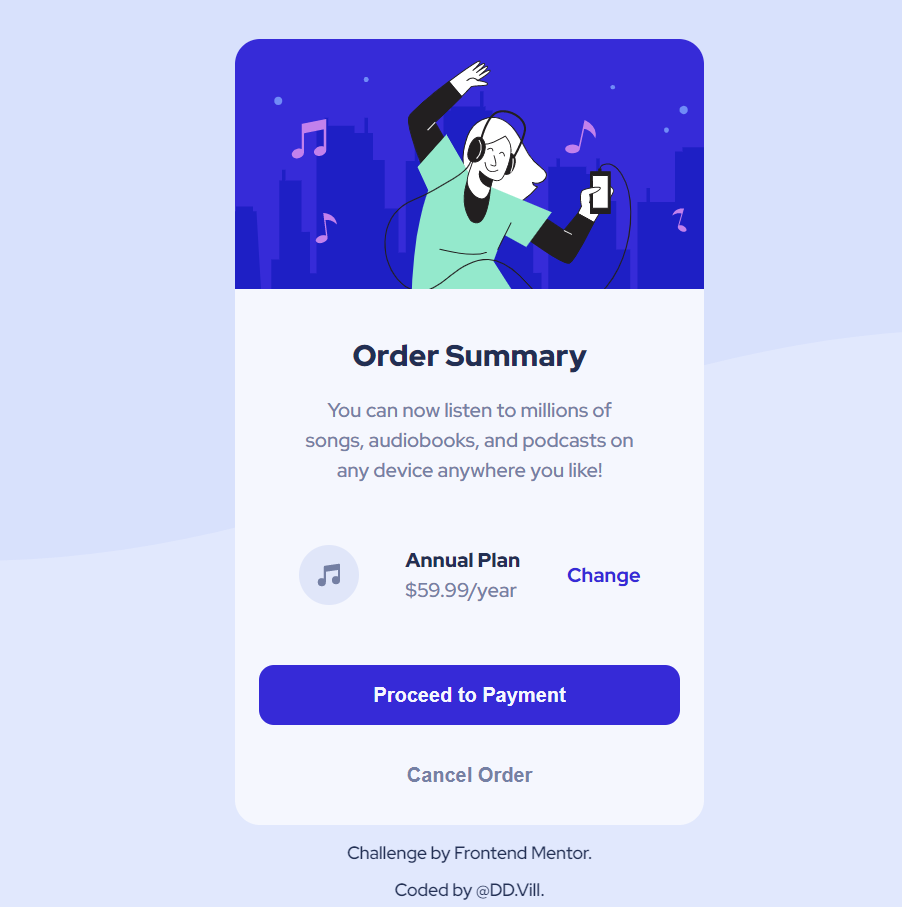 Order Summary
You can now listen to millions of
songs, audiobooks, and podcasts on
any device anywhere you like!
Annual Plan
$59.99/year
Change
Proceed to Payment
Cancel Order
Challenge by Frontend Mentor.
Coded by @DD.Vill.